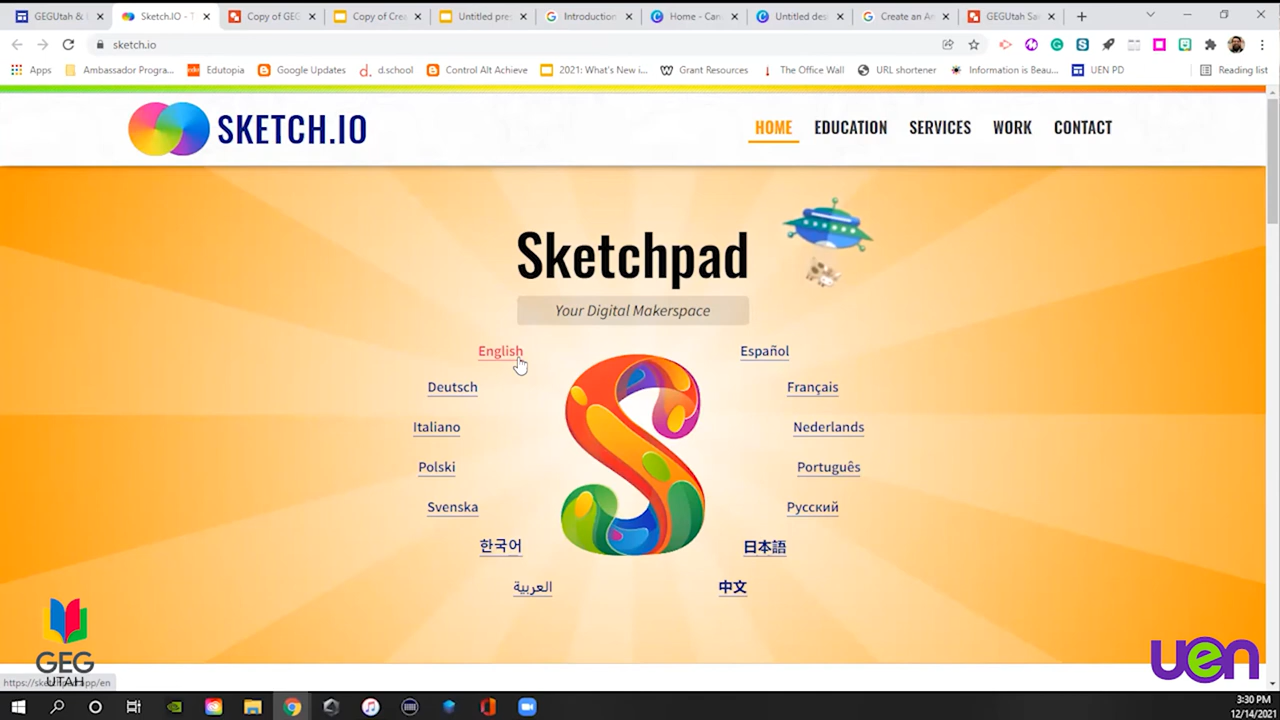 GEGUtah & 
Sketch.IO - T
Copy of GEG
Copy of Crea
Untitled pres
Introduction
Home - Can
Untitled des
Create an A
GEGUtah Sa
sketch.io
Apps
Ambassador Progra...
Edutopia
Google Updates
d.school
Control Alt Achieve
2021: What's New i...
Grant Resources
The Office Wall
URL shortener
Information is Beau...
UEN PD
Reading list
SKETCH.IO
HOME
EDUCATION
SERVICES
WORK
CONTACT
Sketchpad
Your Digital Makerspace
English
Español
Deutsch
Français
Italiano
Nederlands
Polski
Português
Svenska
Русский
한국어
日本語
العربية
中文
GEG
UTAH
uen
3:30 PM
12/14/2021